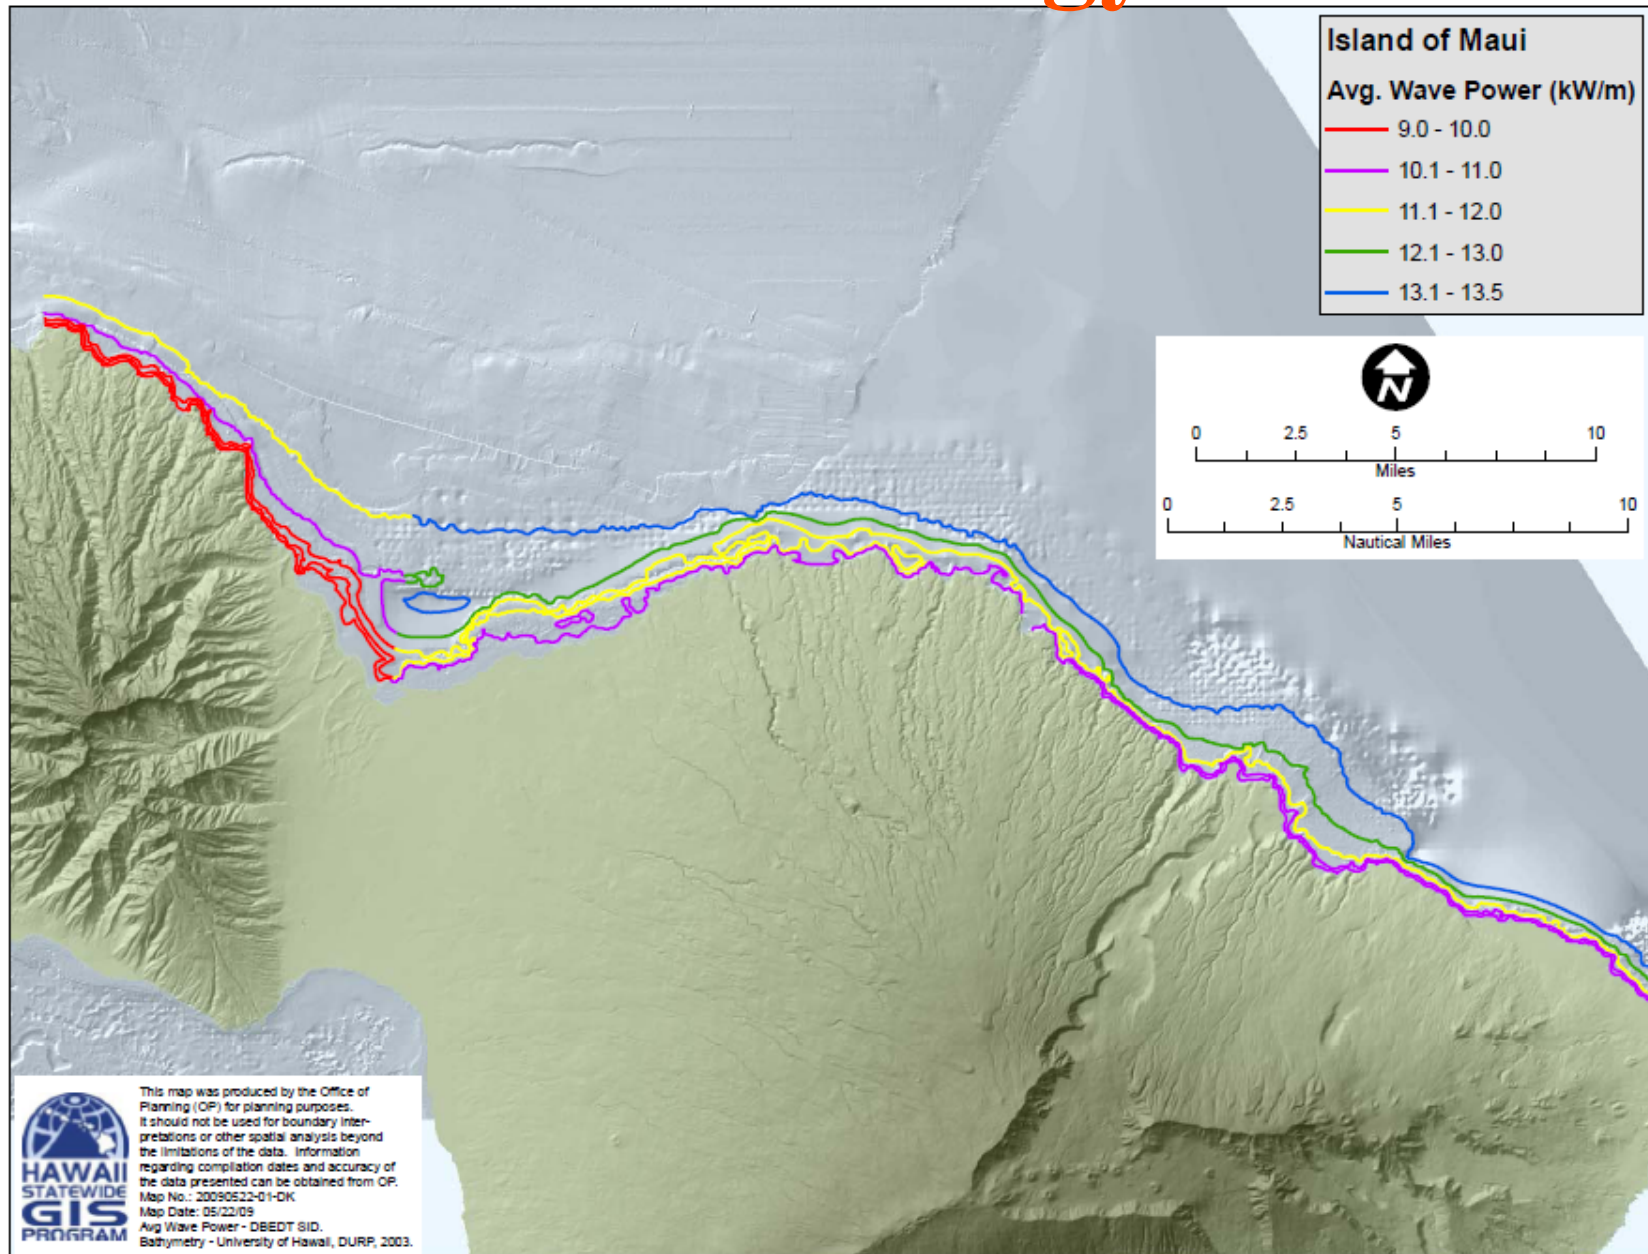 Island of Maui
Avg. Wave Power (kW/m)
9.0 - 10.0
10.1 - 11.0
11.1 - 12.0
12.1 - 13.0
13.1 - 13.5
N
0 2.5 5 10
Miles
0 2.5 5 10
Nautical Miles
HAWAII
STATEWIDE
GIS
PROGRAM
This map was produced by the Office of
Planning (OP) for planning purposes.
It should not be used for boundary inter-
pretations or other spatial analysis beyond
the limitations of the data. Information
regarding compilation dates and accuracy of
the data presented can be obtained from OP.
Map No.: 20090522-01-DK
Map Date: 05/22/09
Avg Wave Power - DBEDT SID.
Bathymetry - University of Hawaii, DURP, 2003.